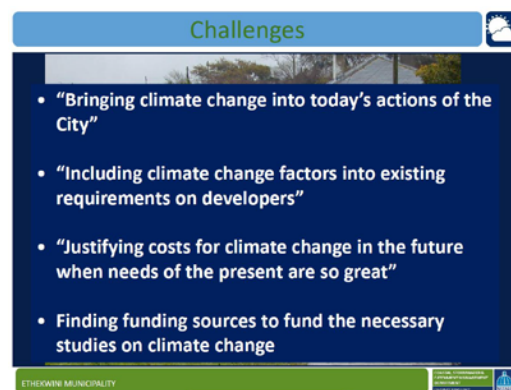 Challenges
• “Bringing climate change into today’s actions of the
City”
• “Including climate change factors into existing
requirements on developers”
• “Justifying costs for climate change in the future
when needs of the present are so great”
• Finding funding sources to fund the necessary
studies on climate change
ETHEKWINI MUNICIPALITY